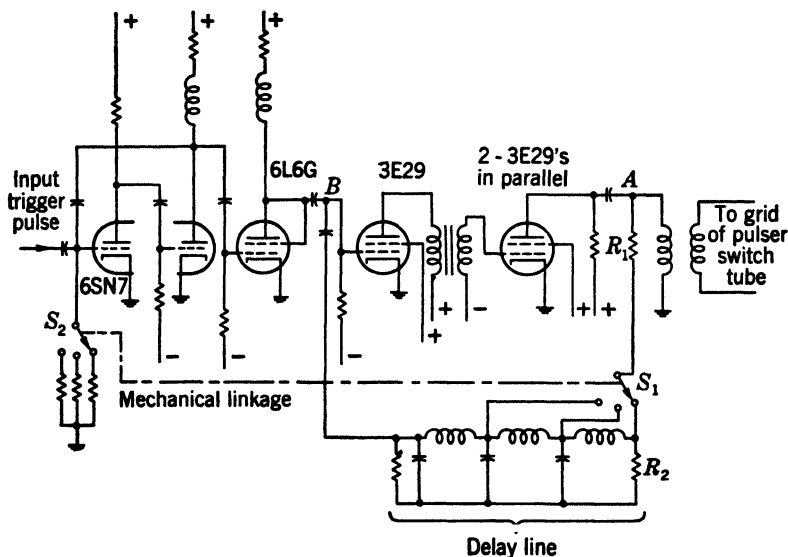 +
+
+
6L6G
3E29
2 - 3E29's
in parallel
B
A
Input
trigger
pulse
6SN7
R1
To grid
of pulser
switch
tube
S2
−
−
−
+
+
−
+
+
S1
Mechanical linkage
R2
Delay line